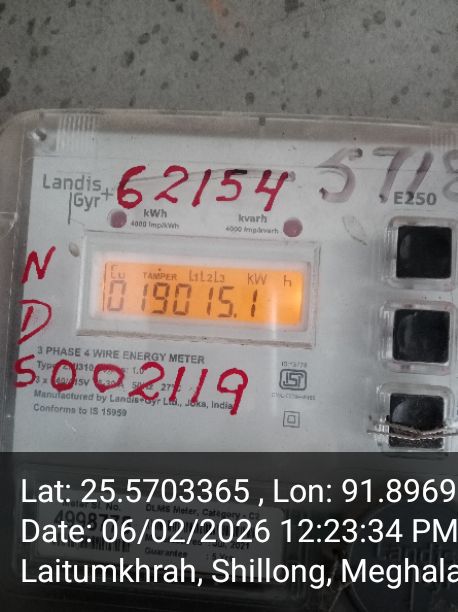 Landis
Gyr+
62154
5718
E250
kWh
4000 Imp/kWh
kvarh
4000 Imp/kvarh
N
D
Cu TAMPER L1L2L3 kW h
019015.1
3 PHASE 4 WIRE ENERGY METER
5002119
Manufactured by Landis+Gyr Ltd., Joka, India
Conforms to IS 15959
Lat: 25.5703365 , Lon: 91.8969
Date: 06/02/2026 12:23:34 PM
Laitumkhrah, Shillong, Meghala